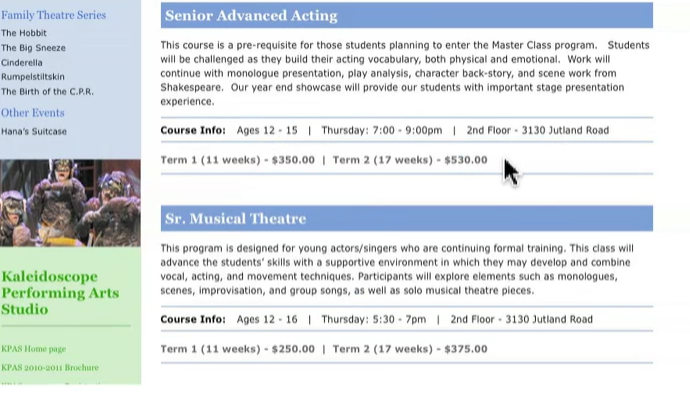 Family Theatre Series
The Hobbit
The Big Sneeze
Cinderella
Rumpelstiltskin
The Birth of the C.P.R.
Other Events
Hana's Suitcase
Kaleidoscope
Performing Arts
Studio
KPAS Home page
KPAS 2010-2011 Brochure
Senior Advanced Acting
This course is a pre-requisite for those students planning to enter the Master Class program. Students
will be challenged as they build their acting vocabulary, both physical and emotional. Work will
continue with monologue presentation, play analysis, character back-story, and scene work from
Shakespeare. Our year end showcase will provide our students with important stage presentation
experience.
Course Info: Ages 12 - 15 | Thursday: 7:00 - 9:00pm | 2nd Floor - 3130 Jutland Road
Term 1 (11 weeks) - $350.00 | Term 2 (17 weeks) - $530.00
Sr. Musical Theatre
This program is designed for young actors/singers who are continuing formal training. This class will
advance the students' skills with a supportive environment in which they may develop and combine
vocal, acting, and movement techniques. Participants will explore elements such as monologues,
scenes, improvisation, and group songs, as well as solo musical theatre pieces.
Course Info: Ages 12 - 16 | Thursday: 5:30 - 7pm | 2nd Floor - 3130 Jutland Road
Term 1 (11 weeks) - $250.00 | Term 2 (17 weeks) - $375.00